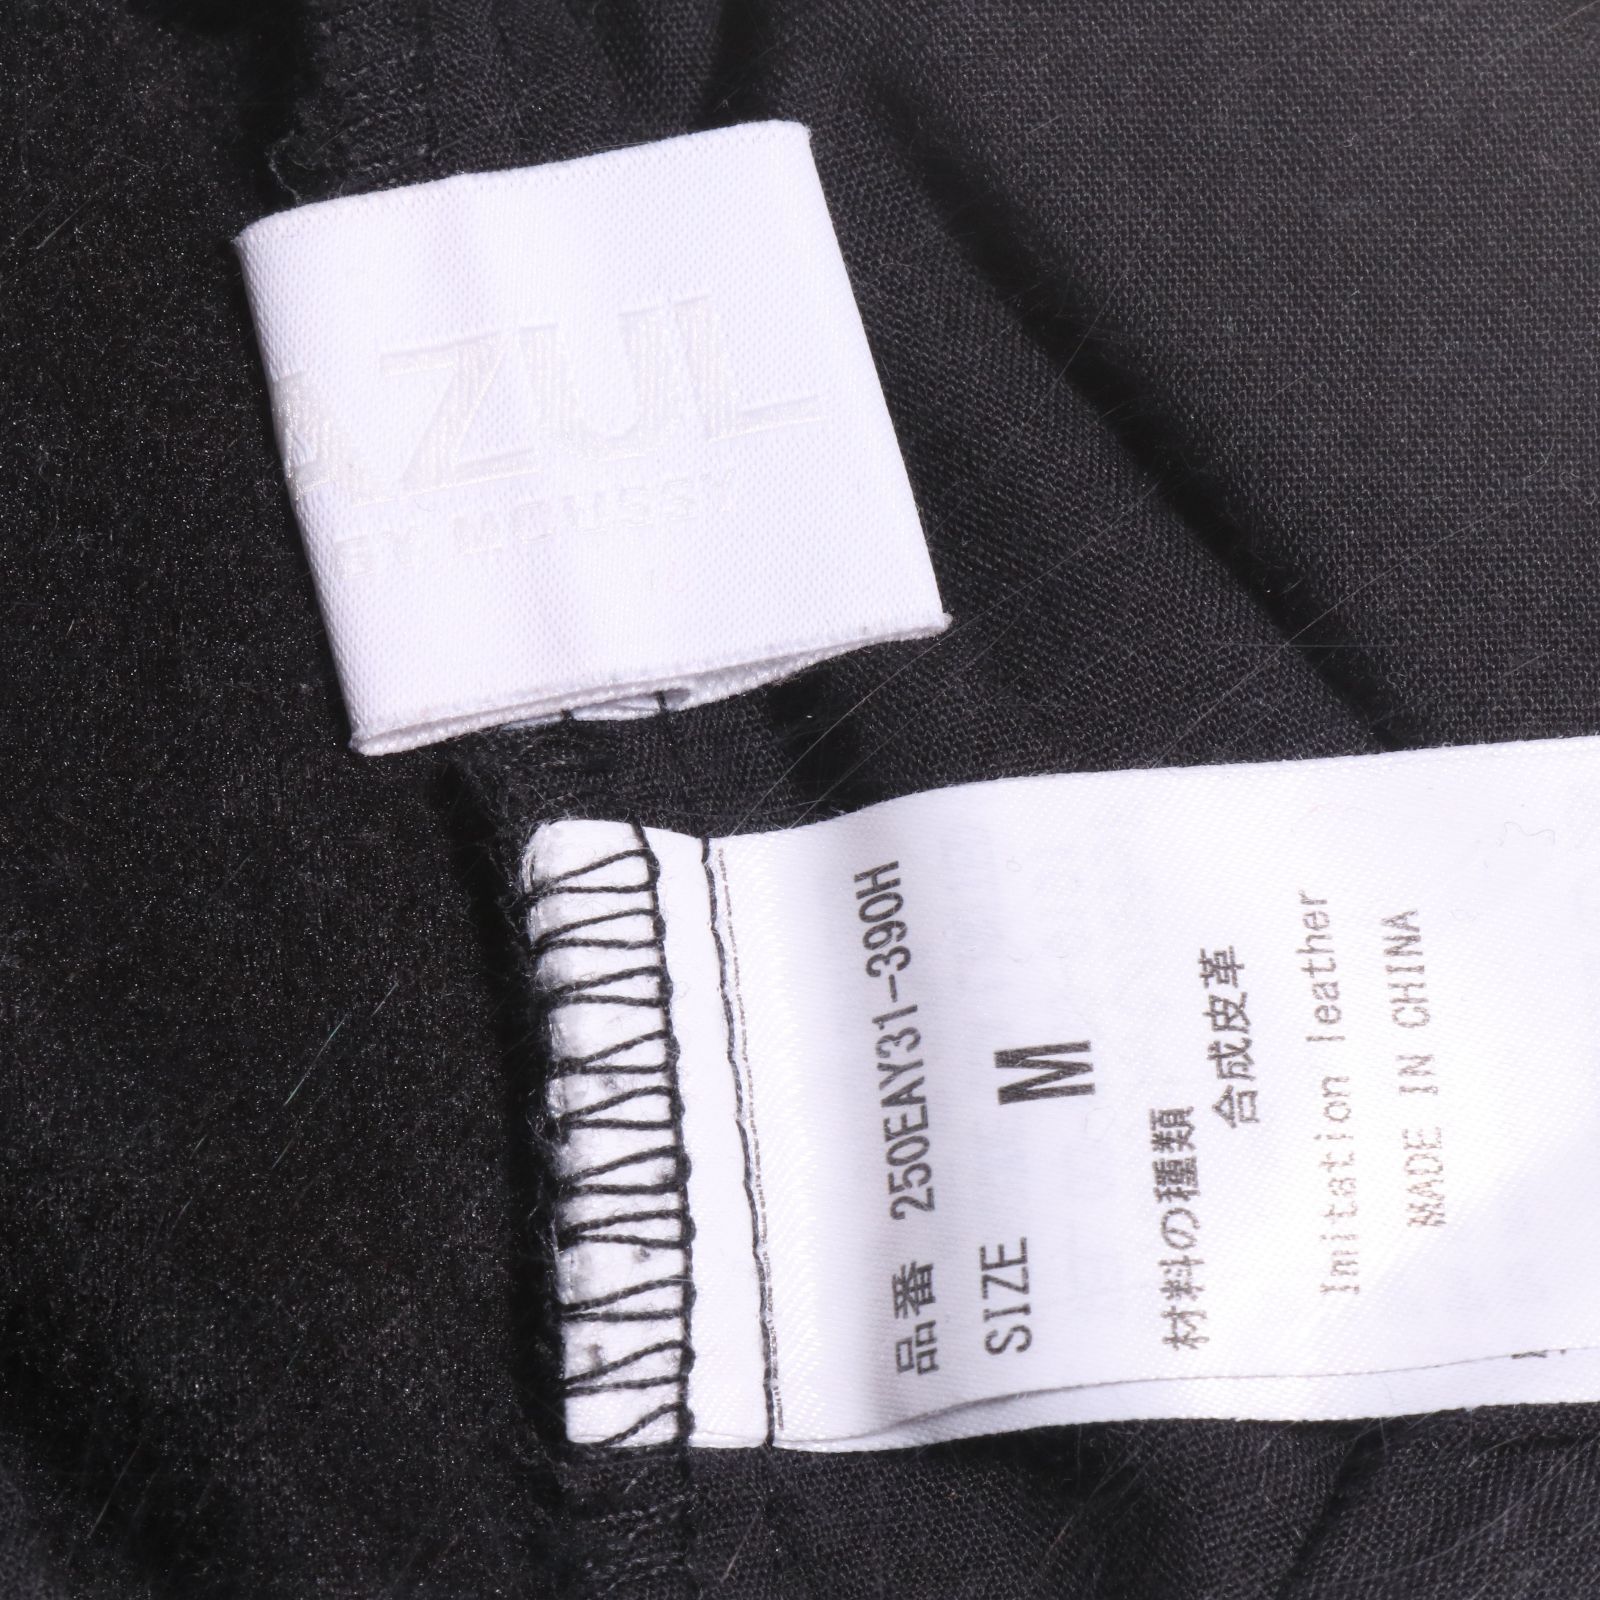 AZUL
BY MOUSSY
品番 250EAY31-390H
SIZE M
材料の種類
合成皮革
Imitation leather
MADE IN CHINA